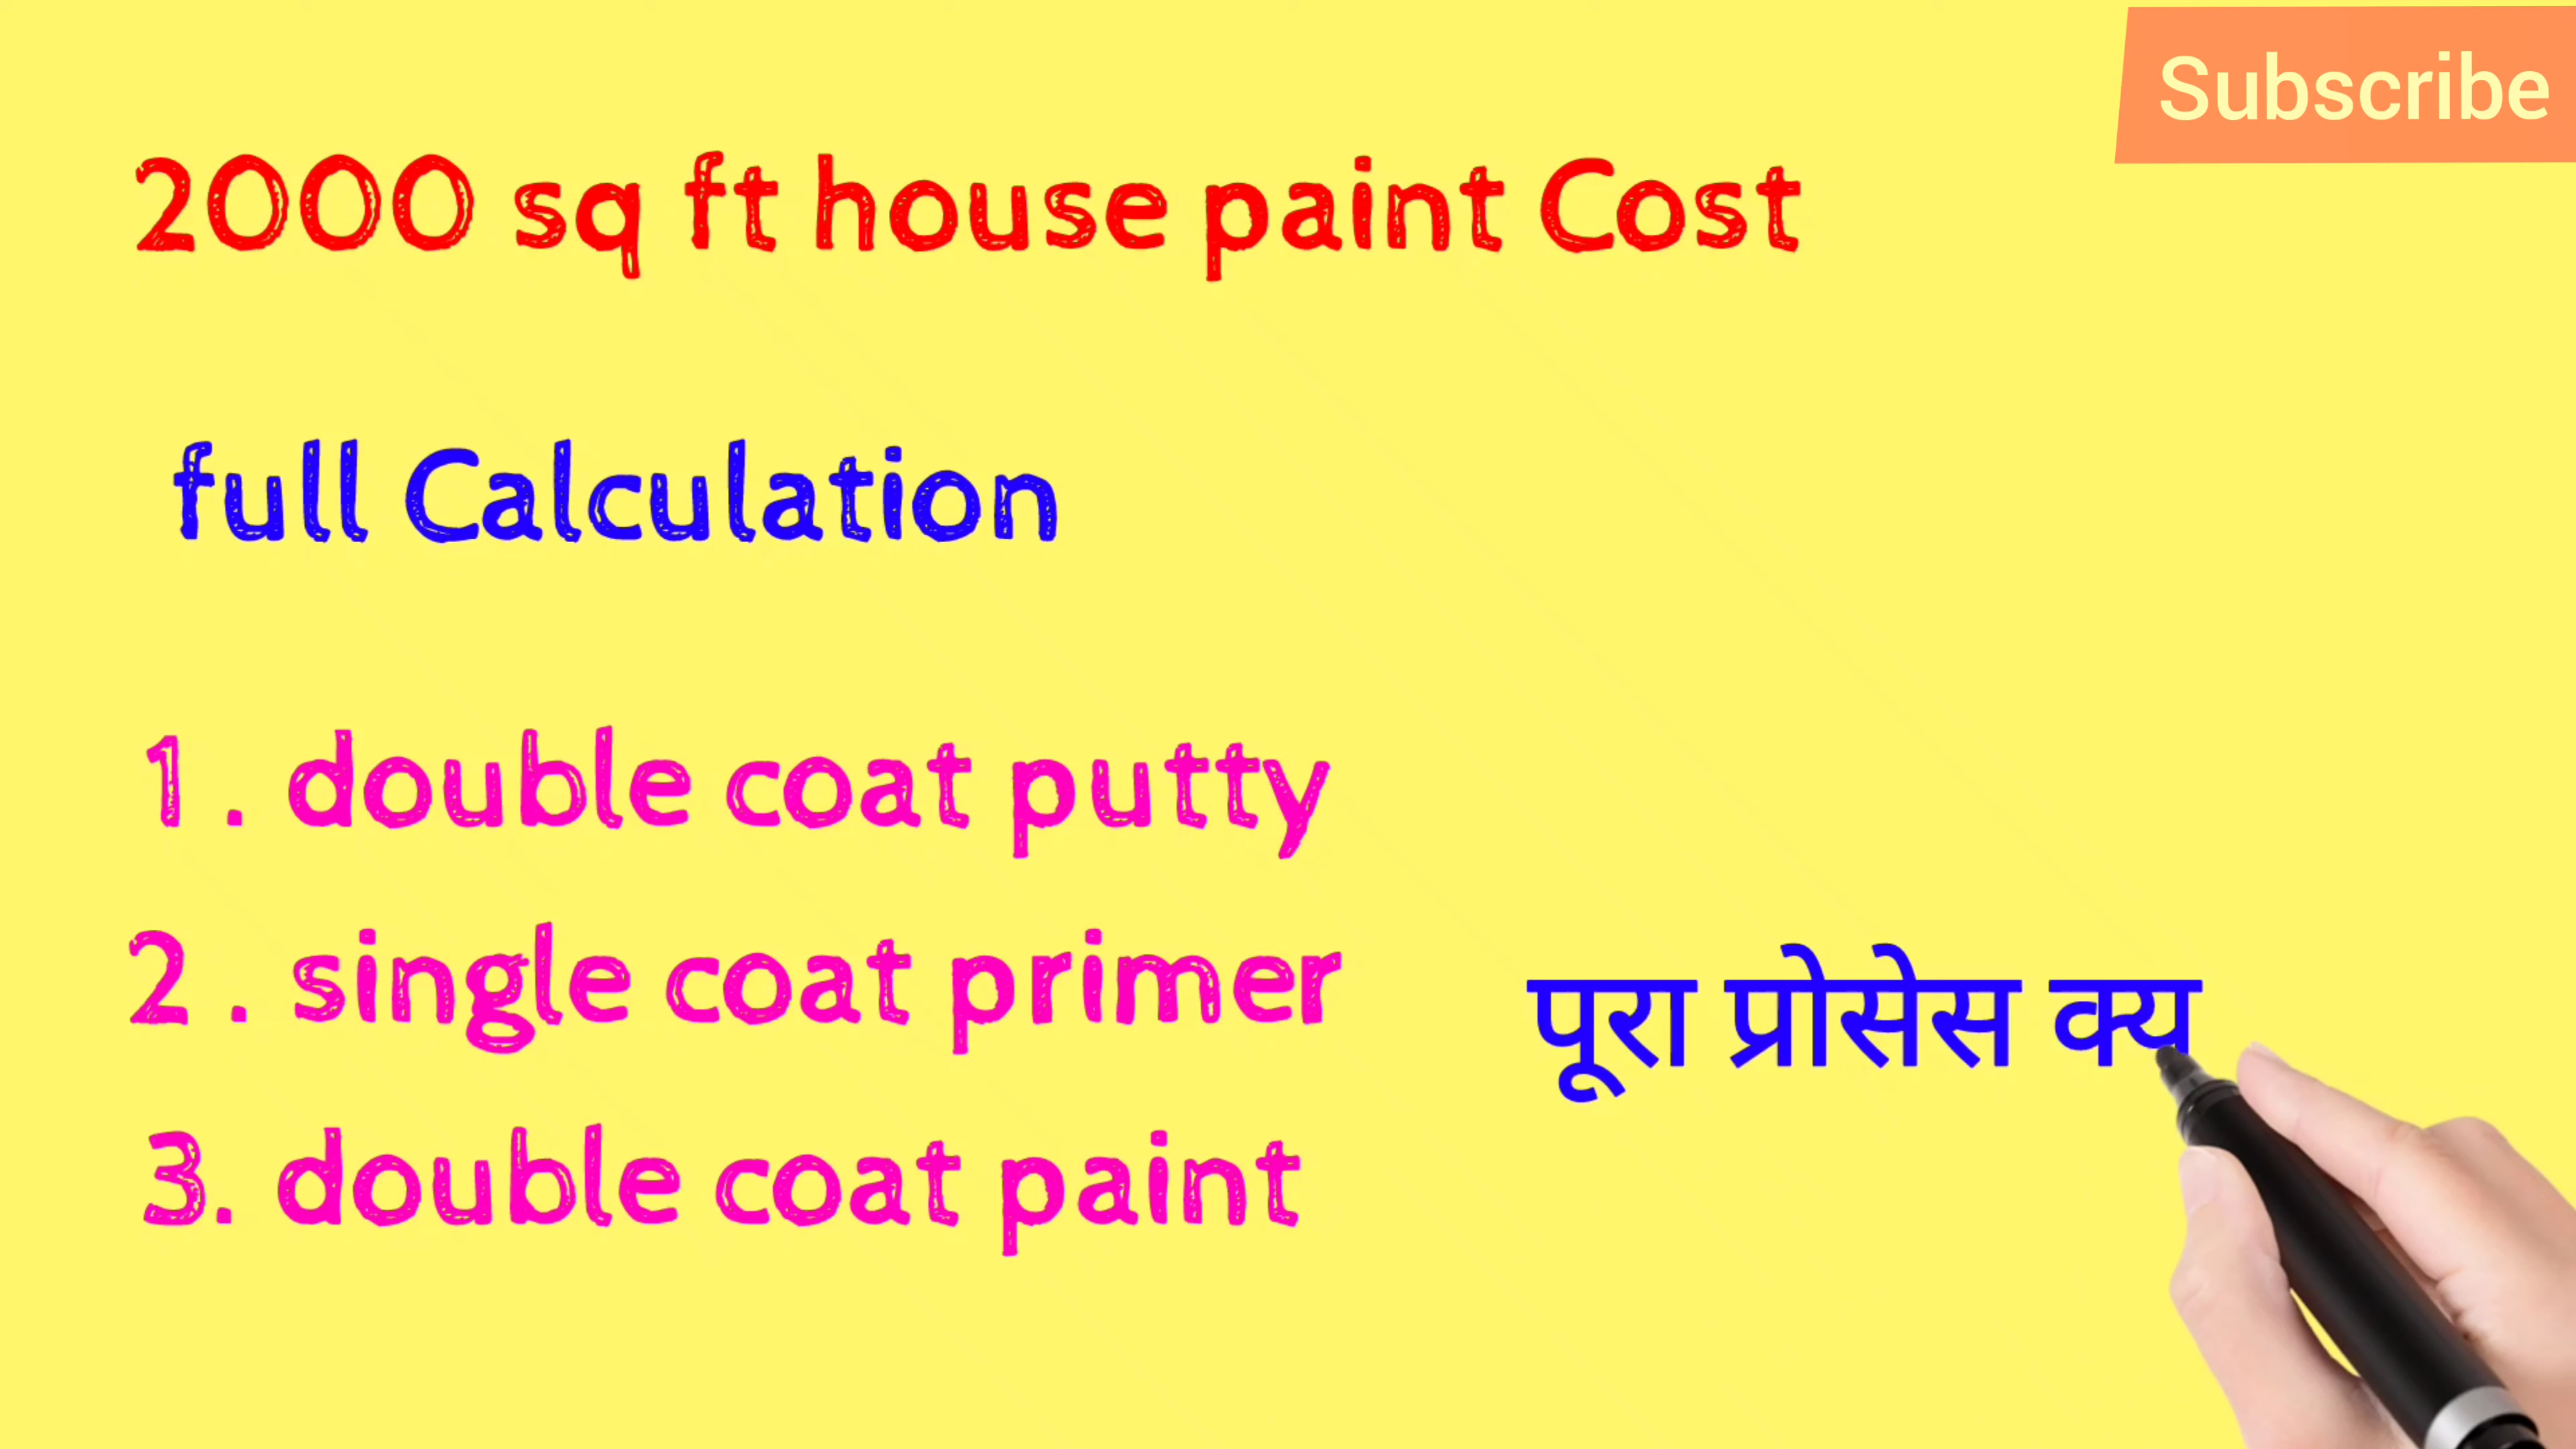 Subscribe
2000 sq ft house paint Cost
full Calculation
1 . double coat putty
2 . single coat primer
पूरा प्रोसेस क्य
3. double coat paint